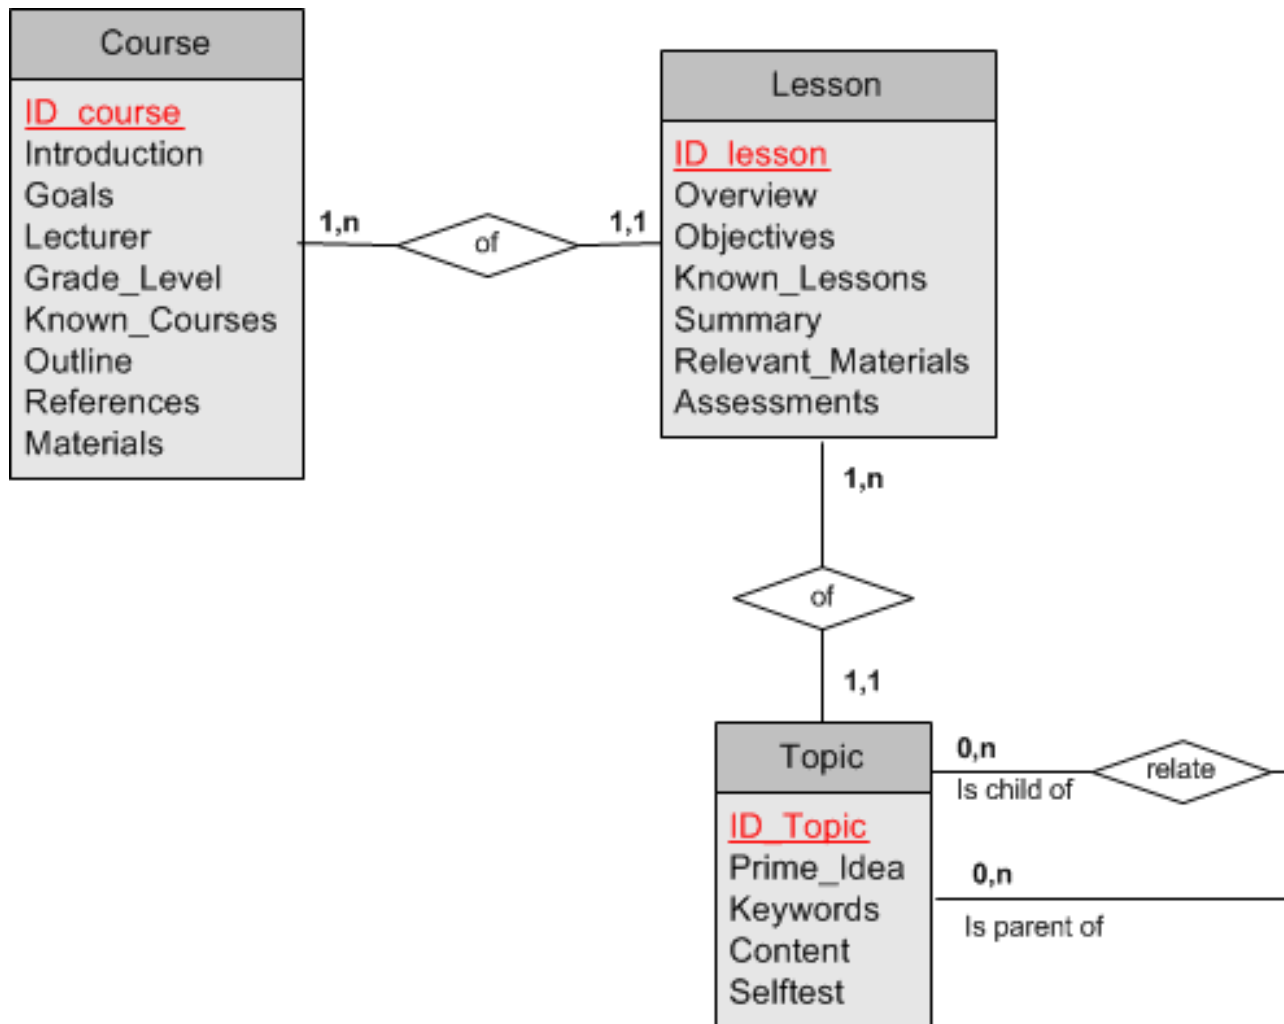 Course
ID_course
Introduction
Goals
Lecturer
Grade_Level
Known_Courses
Outline
References
Materials
1,n
of
1,1
Lesson
ID_lesson
Overview
Objectives
Known_Lessons
Summary
Relevant_Materials
Assessments
1,n
of
1,1
Topic
ID_Topic
Prime_Idea
Keywords
Content
Selftest
0,n
Is child of
relate
0,n
Is parent of